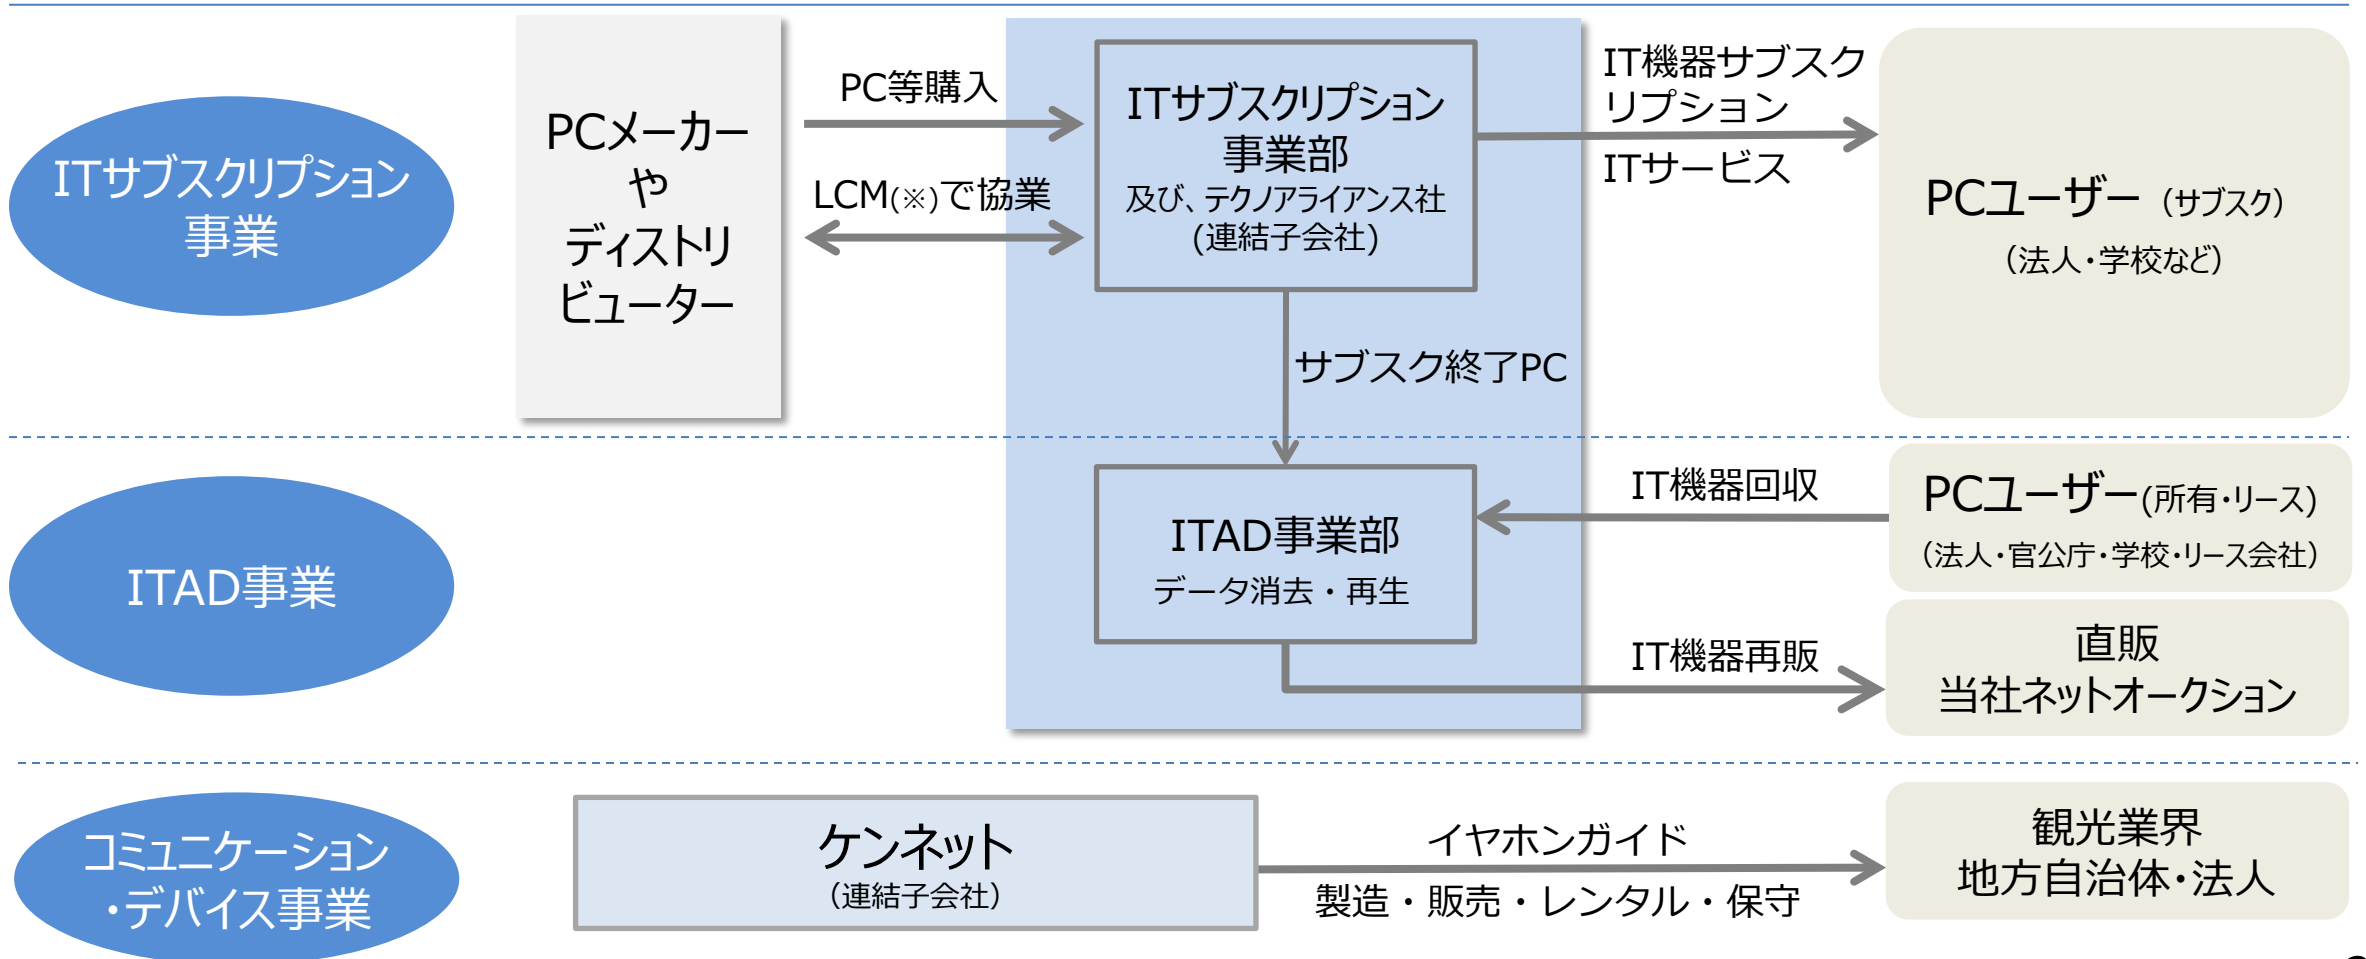 ITサブスクリプション
事業
PCメーカー
や
ディストリ
ビューター
PC等購入
LCM(※)で協業
ITサブスクリプション
事業部
及び、テクノアライアンス社
(連結子会社)
IT機器サブスク
リプション
ITサービス
PCユーザー（サブスク）
（法人・学校など）
サブスク終了PC
ITAD事業
ITAD事業部
データ消去・再生
IT機器回収
PCユーザー(所有・リース)
（法人・官公庁・学校・リース会社）
IT機器再販
直販
当社ネットオークション
コミュニケーション
・デバイス事業
ケンネット
（連結子会社）
イヤホンガイド
製造・販売・レンタル・保守
観光業界
地方自治体・法人